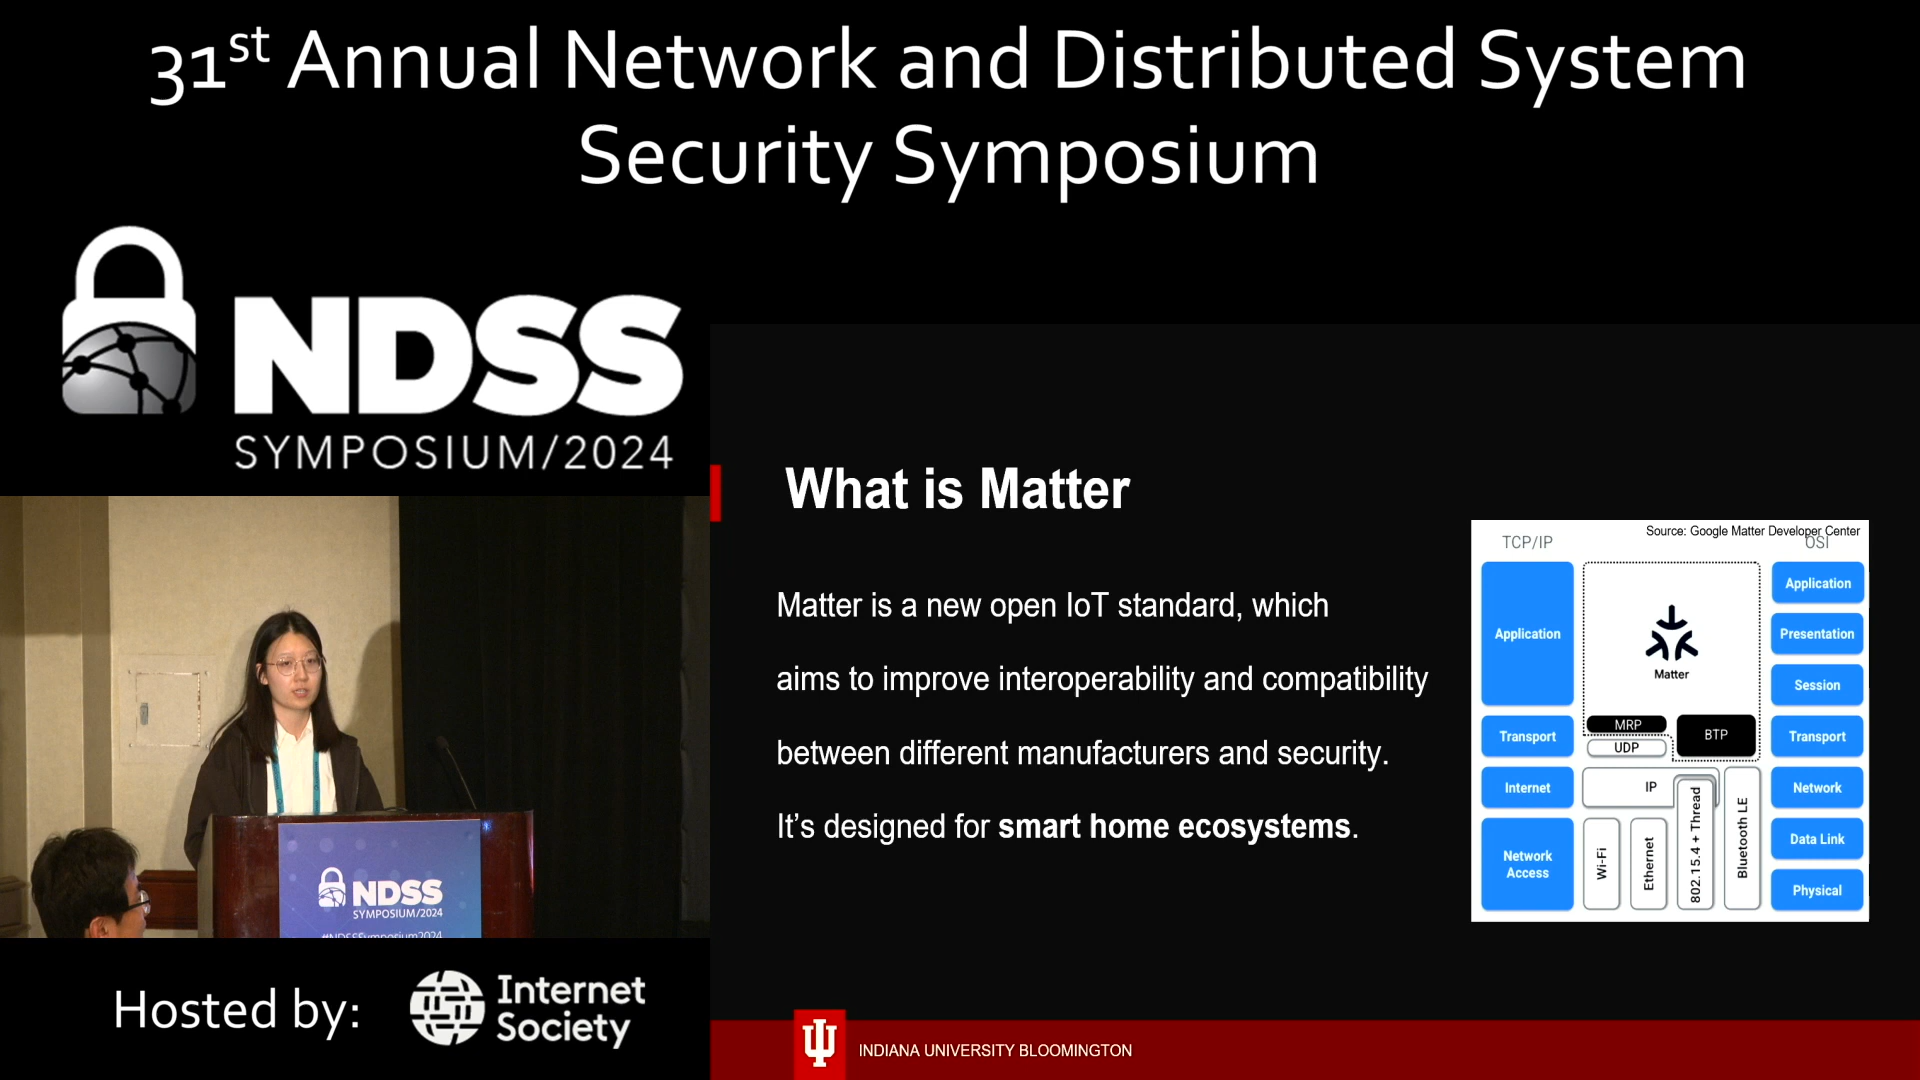 31st Annual Network and Distributed System
Security Symposium
NDSS
SYMPOSIUM/2024
What is Matter
Matter is a new open IoT standard, which
aims to improve interoperability and compatibility
between different manufacturers and security.
It’s designed for smart home ecosystems.
Source: Google Matter Developer Center
TCP/IP
OSI
Application
Transport
Internet
Network
Access
Matter
MRP
UDP
BTP
IP
Wi-Fi
Ethernet
802.15.4 + Thread
Bluetooth LE
Application
Presentation
Session
Transport
Network
Data Link
Physical
NDSS
SYMPOSIUM/2024
#NDSSSymposium2024
Hosted by:
Internet
Society
INDIANA UNIVERSITY BLOOMINGTON